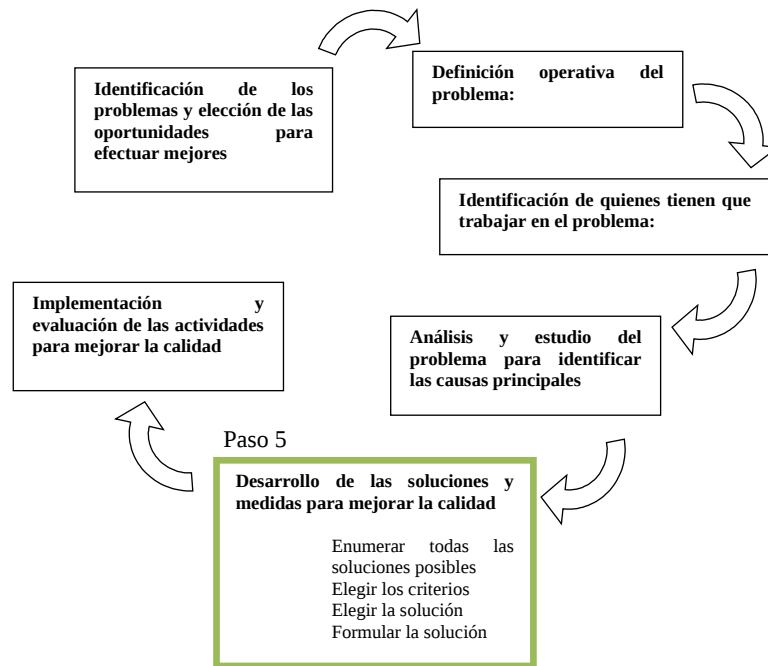 Identificación de los
problemas y elección de las
oportunidades para
efectuar mejores
Definición operativa del
problema:
Identificación de quienes tienen que
trabajar en el problema:
Análisis y estudio del
problema para identificar
las causas principales
Paso 5
Desarrollo de las soluciones y
medidas para mejorar la calidad
Enumerar todas las
soluciones posibles
Elegir los criterios
Elegir la solución
Formular la solución
Implementación y
evaluación de las actividades
para mejorar la calidad